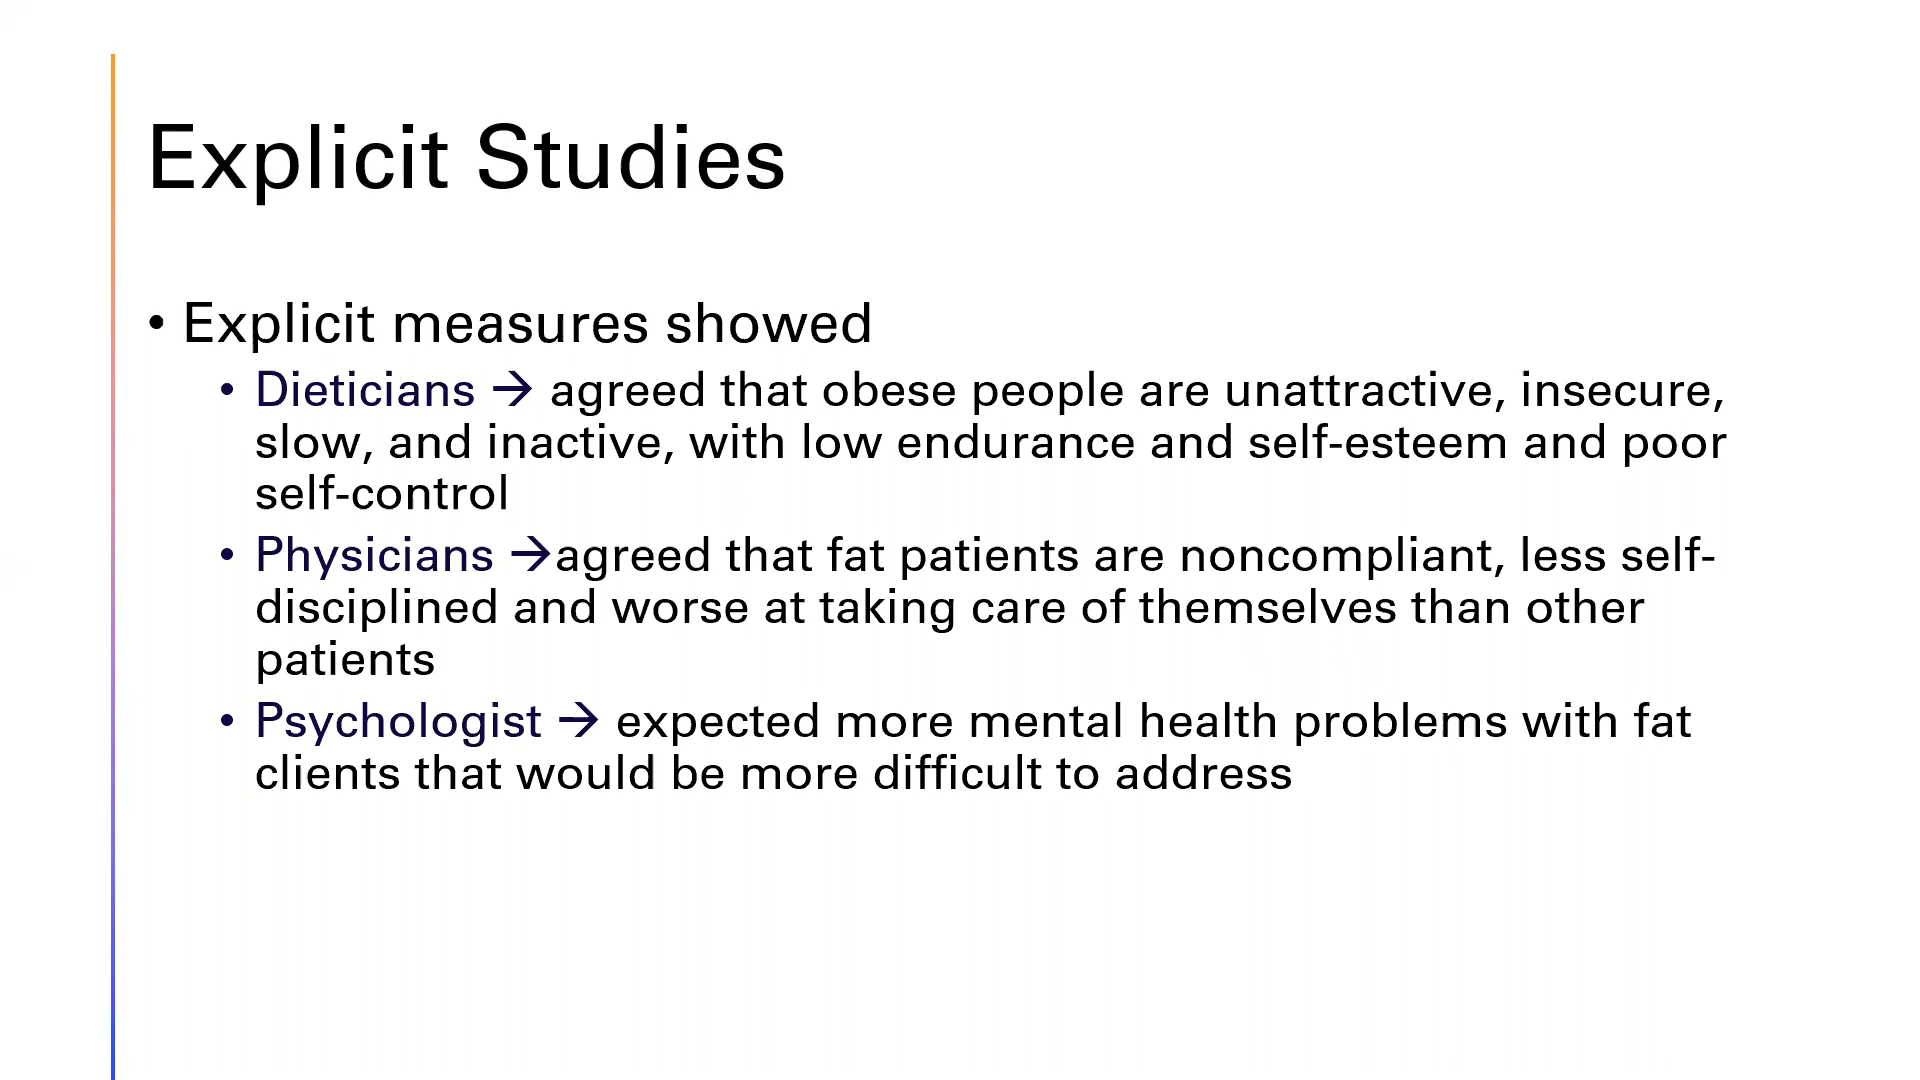 Explicit Studies
• Explicit measures showed
• Dieticians → agreed that obese people are unattractive, insecure,
slow, and inactive, with low endurance and self-esteem and poor
self-control
• Physicians →agreed that fat patients are noncompliant, less self-
disciplined and worse at taking care of themselves than other
patients
• Psychologist → expected more mental health problems with fat
clients that would be more difficult to address